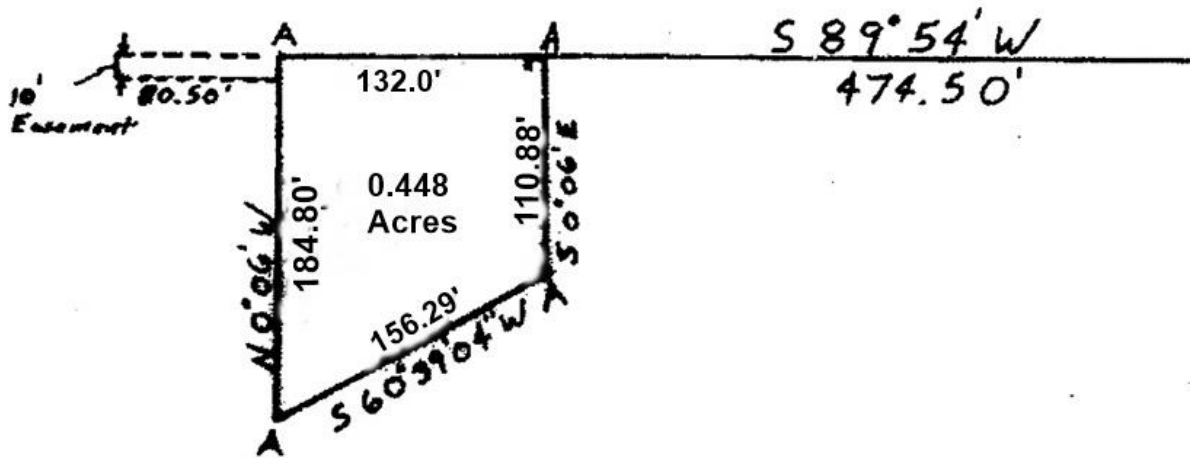 A
A
S 89° 54' W
474.50'
10'
Easement
80.50'
132.0'
110.88'
S 0° 06' E
0.448
Acres
184.80'
N 0° 06' W
156.29'
S 60° 39' 04" W
A
A